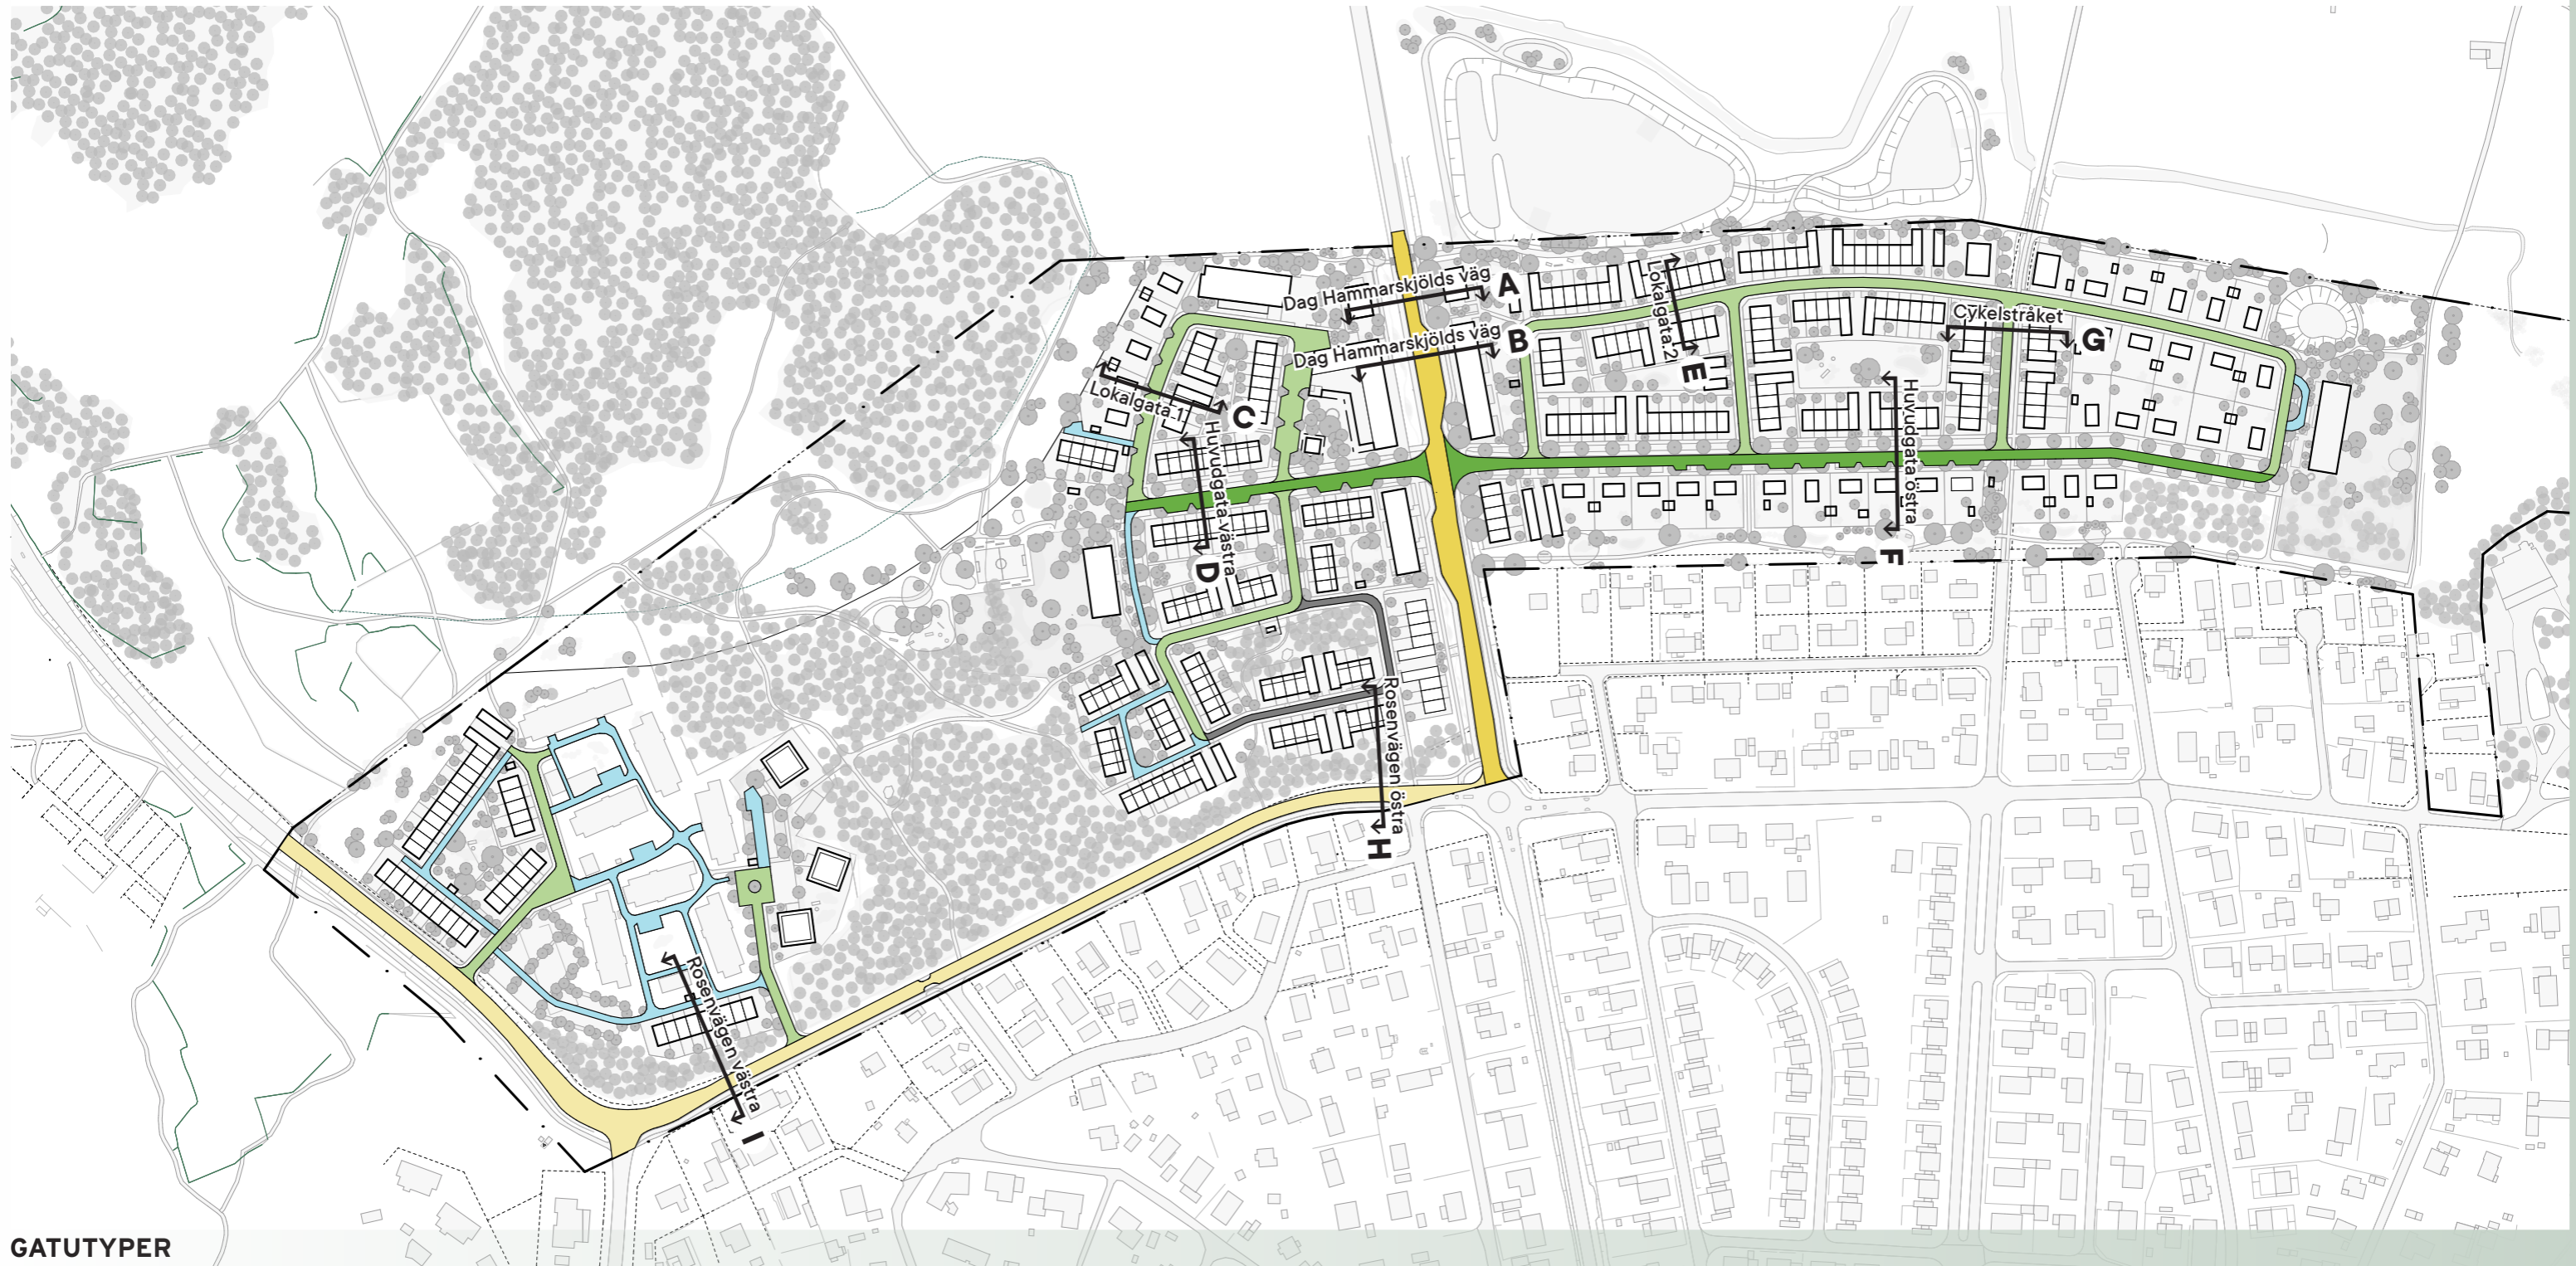 Dag Hammarskjölds väg
A
Dag Hammarskjölds väg
B
Lokalgata 1
C
Huvudgata västra
D
Lokalgata 2
E
Huvudgata östra
F
Cykelstråket
G
Rosenvägen östra
H
Rosenvägen västra
I
GATUTYPER